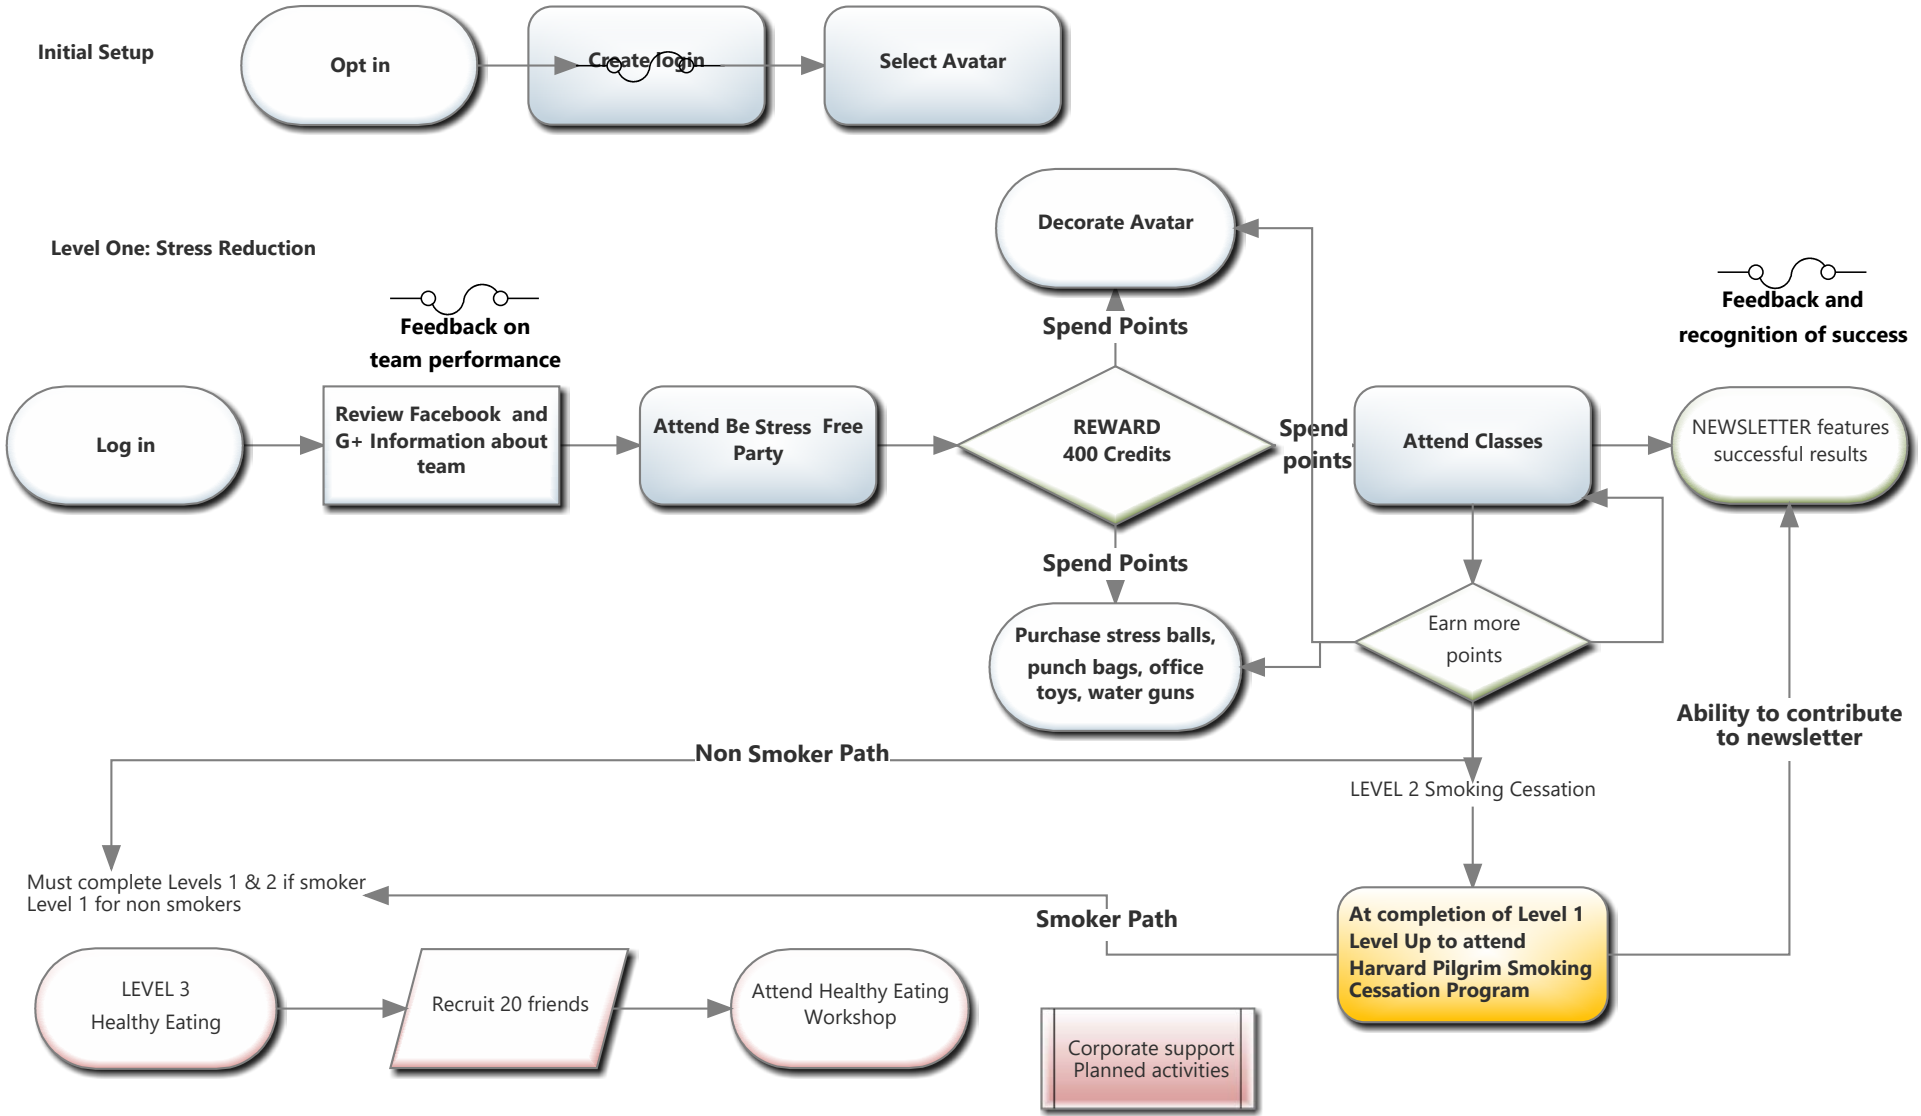 Initial Setup
Opt in
Create login
Select Avatar
Decorate Avatar
Level One: Stress Reduction
Feedback on
team performance
Spend Points
Feedback and
recognition of success
Log in
Review Facebook and
G+ Information about
team
Attend Be Stress Free
Party
REWARD
400 Credits
Spend
points
Attend Classes
NEWSLETTER features
successful results
Spend Points
Purchase stress balls,
punch bags, office
toys, water guns
Earn more
points
Ability to contribute
to newsletter
Non Smoker Path
LEVEL 2 Smoking Cessation
Must complete Levels 1 & 2 if smoker
Level 1 for non smokers
Smoker Path
At completion of Level 1
Level Up to attend
Harvard Pilgrim Smoking
Cessation Program
LEVEL 3
Healthy Eating
Recruit 20 friends
Attend Healthy Eating
Workshop
Corporate support
Planned activities